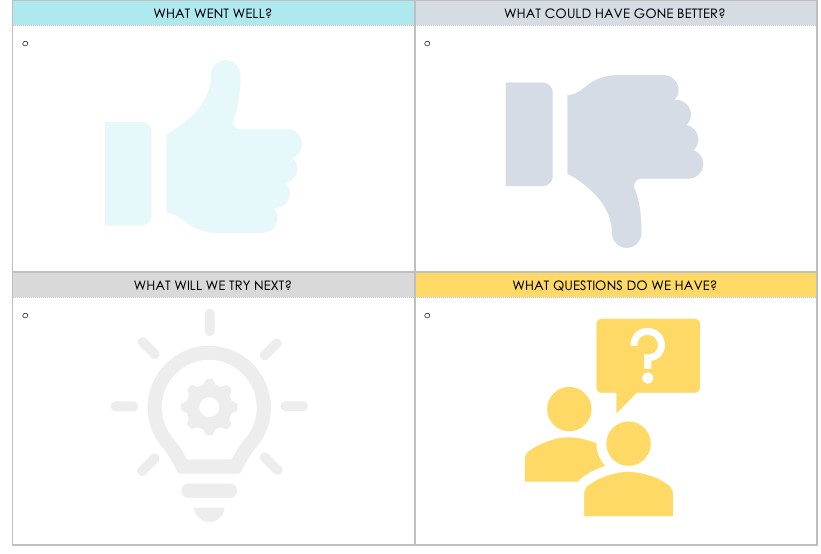 WHAT WENT WELL?
WHAT COULD HAVE GONE BETTER?
WHAT WILL WE TRY NEXT?
WHAT QUESTIONS DO WE HAVE?
?